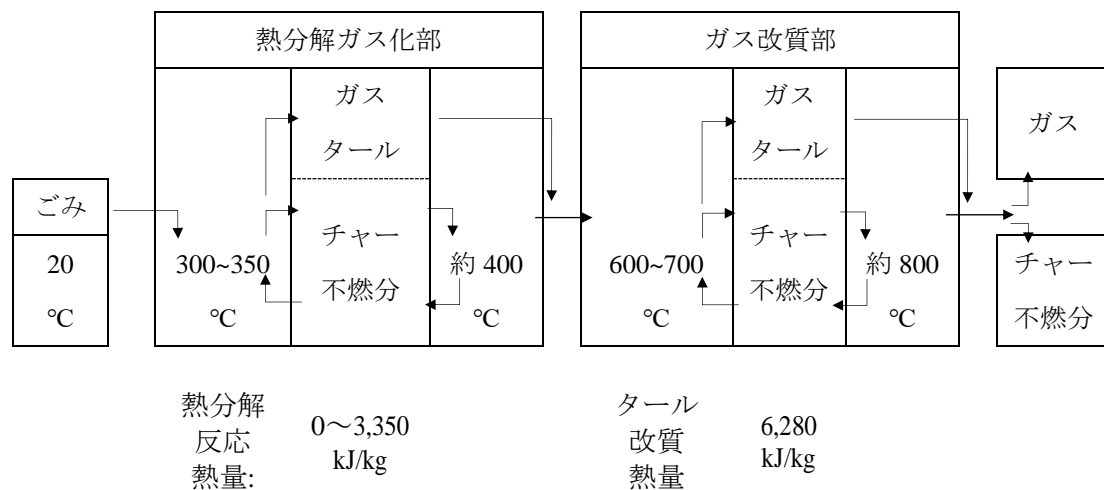 熱分解ガス化部
ガス改質部
ガス
タール
ガス
タール
ガス
ごみ
20
℃
300~350
℃
チャー
不燃分
約 400
℃
600~700
℃
チャー
不燃分
約 800
℃
チャー
不燃分
熱分解
反応
熱量:
0～3,350
kJ/kg
タール
改質
熱量
6,280
kJ/kg